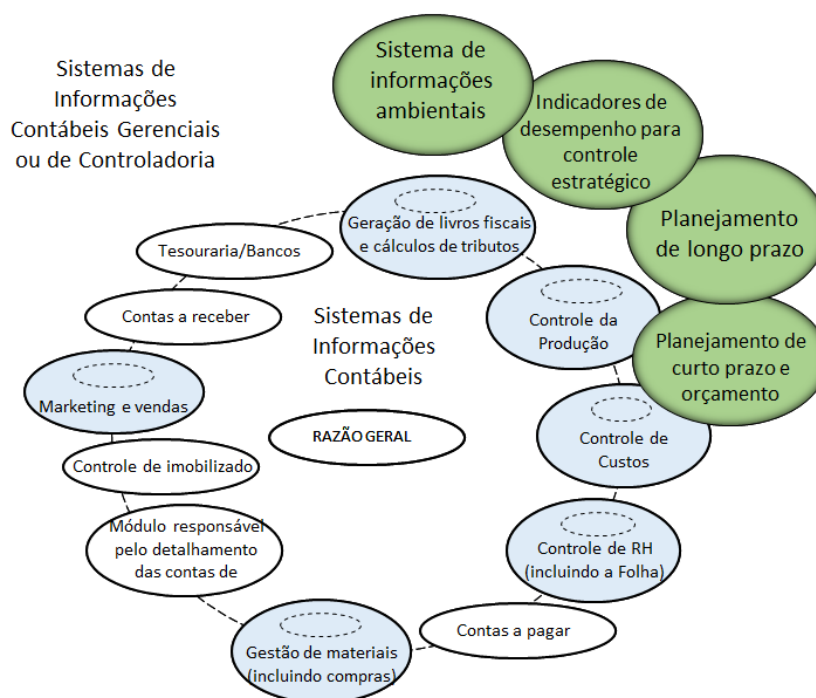 Sistemas de
Informações
Contábeis Gerenciais
ou de Controladoria
Sistema de
informações
ambientais
Indicadores de
desempenho para
controle
estratégico
Planejamento
de longo prazo
Planejamento de
curto prazo e
orçamento
Geração de livros fiscais
e cálculos de tributos
Tesouraria/Bancos
Contas a receber
Marketing e vendas
Controle de imobilizado
Módulo responsável
pelo detalhamento
das contas de
Gestão de materiais
(incluindo compras)
Contas a pagar
Controle de RH
(incluindo a Folha)
Controle de
Custos
Controle da
Produção
Sistemas de
Informações
Contábeis
RAZÃO GERAL